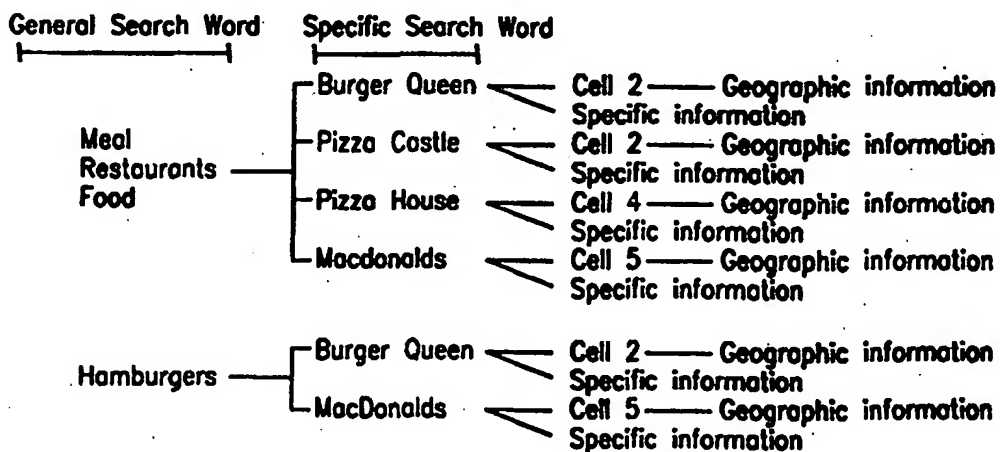 General Search Word Specific Search Word
Burger Queen Cell 2 Geographic information
Specific information
Meal Pizza Castle Cell 2 Geographic information
Restaurants Specific information
Food Pizza House Cell 4 Geographic information
Specific information
Macdonalds Cell 5 Geographic information
Specific information
Burger Queen Cell 2 Geographic information
Hamburgers Specific information
MacDonalds Cell 5 Geographic information
Specific information